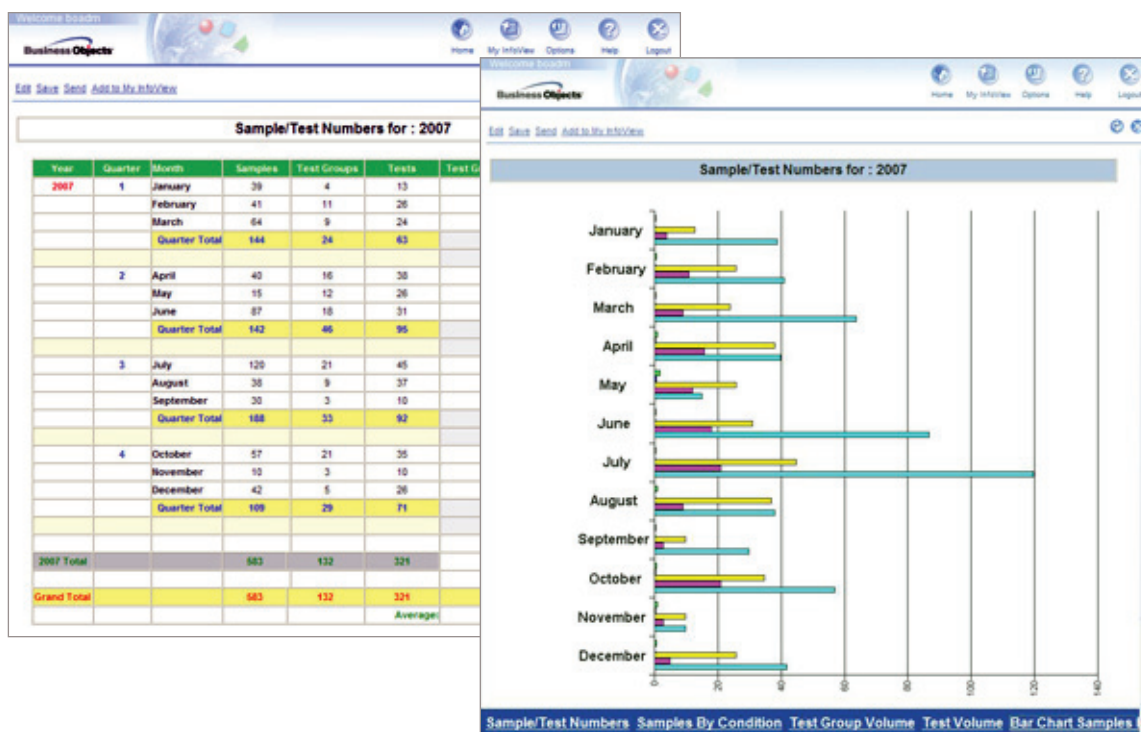 Welcome boadm
Business Objects
Home My InfoView Options Help Logout
Edit Save Send Add to My InfoView
Sample/Test Numbers for : 2007
Year Quarter Month Samples Test Groups Tests
2007 1 January 39 4 13
February 41 11 26
March 64 9 24
Quarter Total 144 24 63
2 April 40 16 38
May 15 12 26
June 87 18 31
Quarter Total 142 46 95
3 July 120 21 45
August 38 9 37
September 30 3 10
Quarter Total 188 33 92
4 October 57 21 35
November 10 3 10
December 42 5 26
Quarter Total 109 29 71
2007 Total 583 132 321
Grand Total 583 132 321
Average:
Welcome boadm
Business Objects
Home My InfoView Options Help Logout
Edit Save Send Add to My InfoView
Sample/Test Numbers for : 2007
January
February
March
April
May
June
July
August
September
October
November
December
0 20 40 60 80 100 120 140
Sample/Test Numbers Samples By Condition Test Group Volume Test Volume Bar Chart Samples